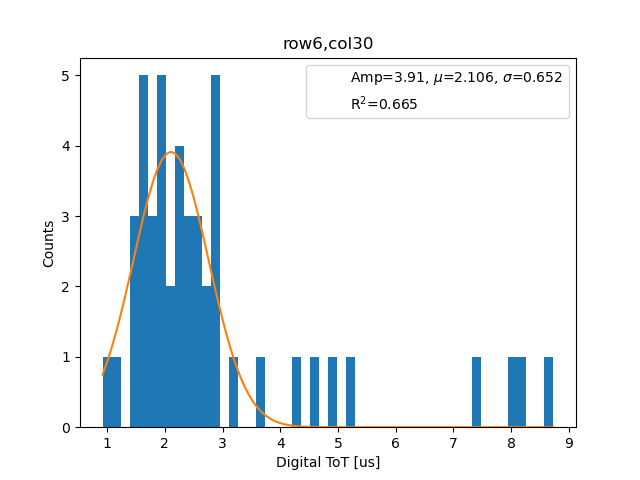 row6,col30
Amp=3.91, μ=2.106, σ=0.652
R²=0.665
Counts
5
4
3
2
1
0
1 2 3 4 5 6 7 8 9
Digital ToT [us]